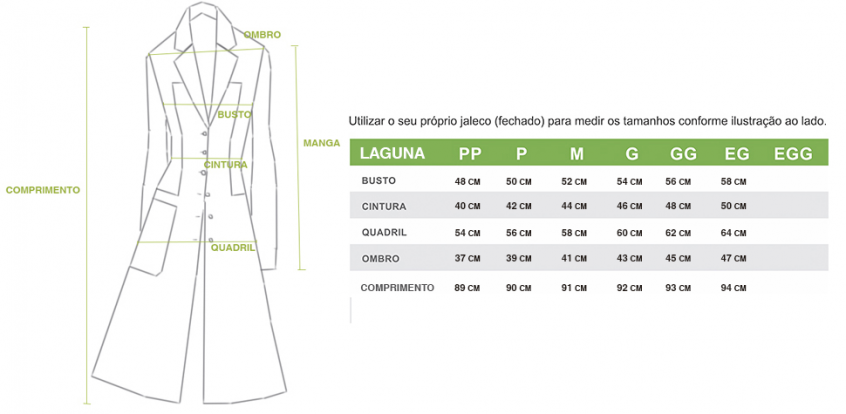 OMBRO
BUSTO
MANGA
CINTURA
COMPRIMENTO
QUADRIL
Utilizar o seu próprio jaleco (fechado) para medir os tamanhos conforme ilustração ao lado.
LAGUNA PP P M G GG EG EGG
BUSTO 48 CM 50 CM 52 CM 54 CM 56 CM 58 CM
CINTURA 40 CM 42 CM 44 CM 46 CM 48 CM 50 CM
QUADRIL 54 CM 56 CM 58 CM 60 CM 62 CM 64 CM
OMBRO 37 CM 39 CM 41 CM 43 CM 45 CM 47 CM
COMPRIMENTO 89 CM 90 CM 91 CM 92 CM 93 CM 94 CM